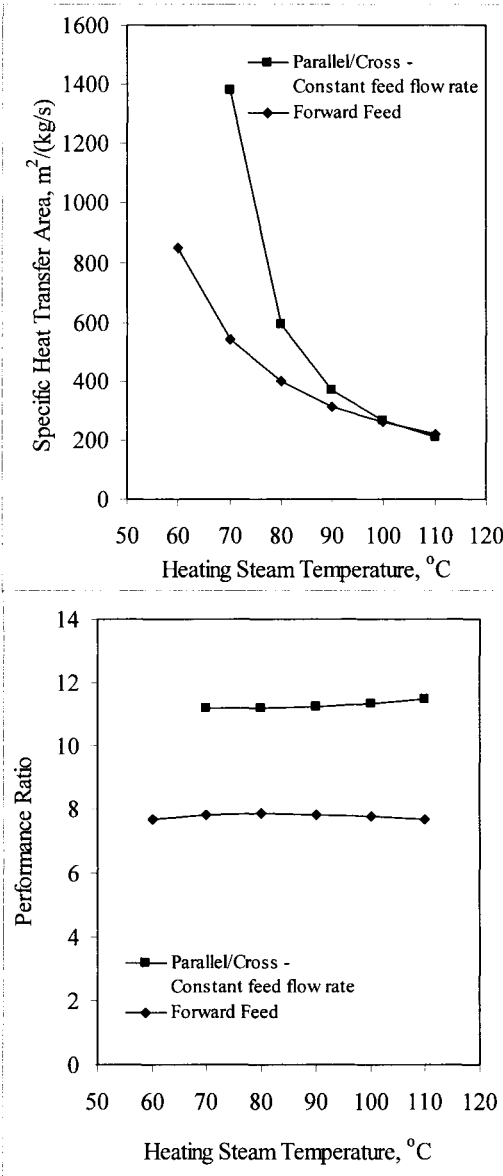 1600
1400
1200
1000
800
600
400
200
0
Specific Heat Transfer Area, m²/(kg/s)
Parallel/Cross -
Constant feed flow rate
Forward Feed
50 60 70 80 90 100 110 120
Heating Steam Temperature, °C
14
12
10
8
6
4
2
0
Performance Ratio
Parallel/Cross -
Constant feed flow rate
Forward Feed
50 60 70 80 90 100 110 120
Heating Steam Temperature, °C